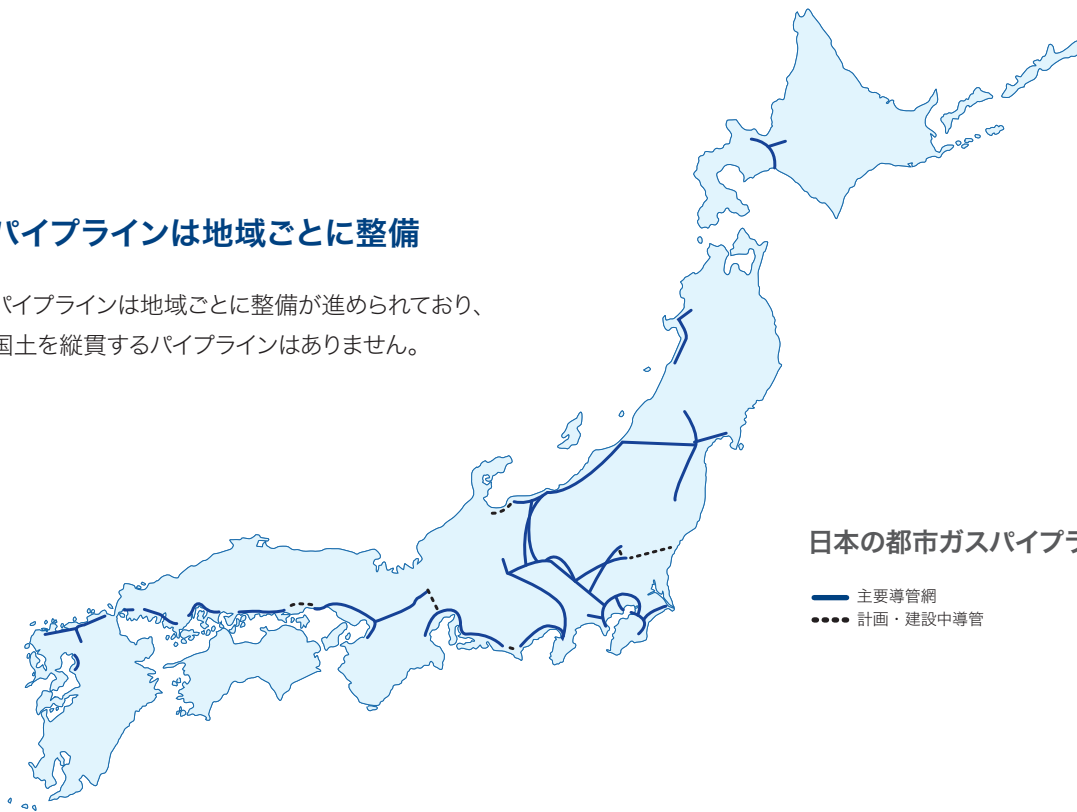 パイプラインは地域ごとに整備
パイプラインは地域ごとに整備が進められており、
国土を縦貫するパイプラインはありません。
日本の都市ガスパイプラ
主要導管網
計画・建設中導管